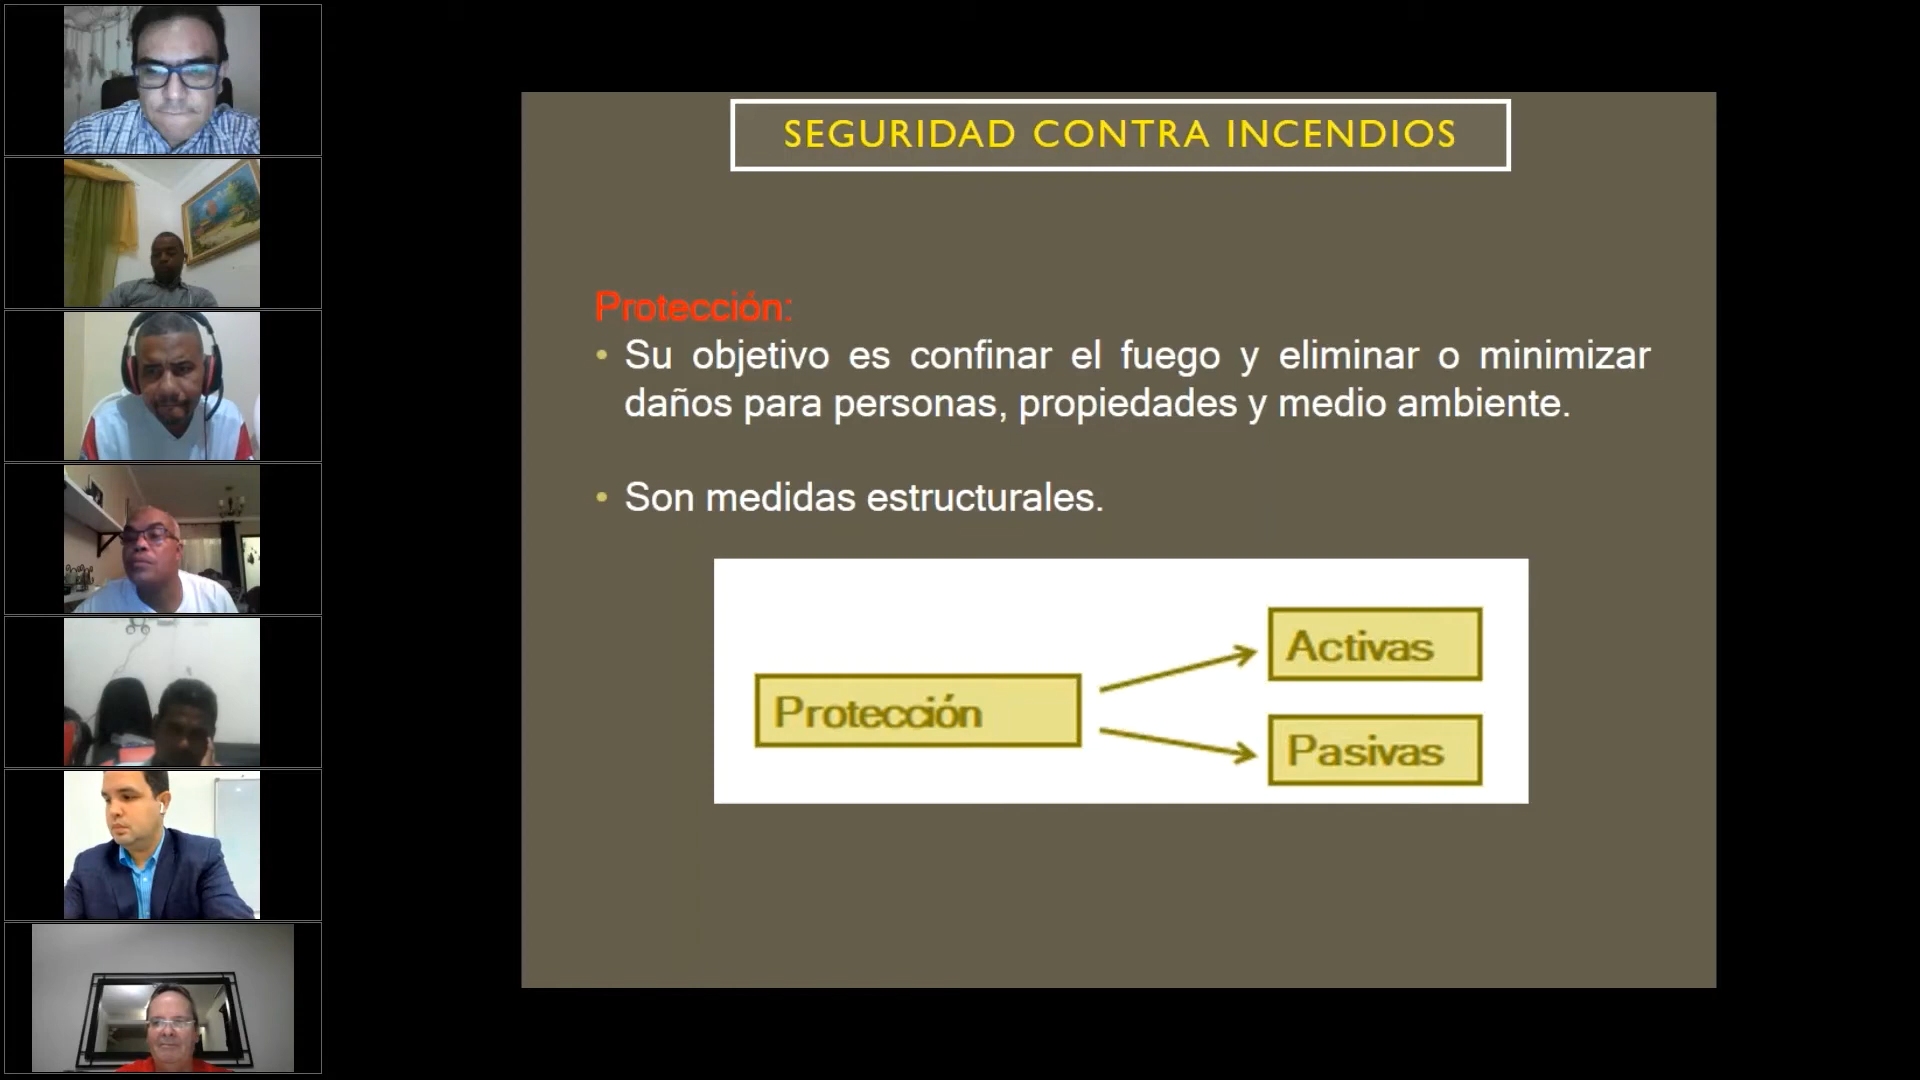 SEGURIDAD CONTRA INCENDIOS
Protección:
• Su objetivo es confinar el fuego y eliminar o minimizar
daños para personas, propiedades y medio ambiente.
• Son medidas estructurales.
Protección
Activas
Pasivas